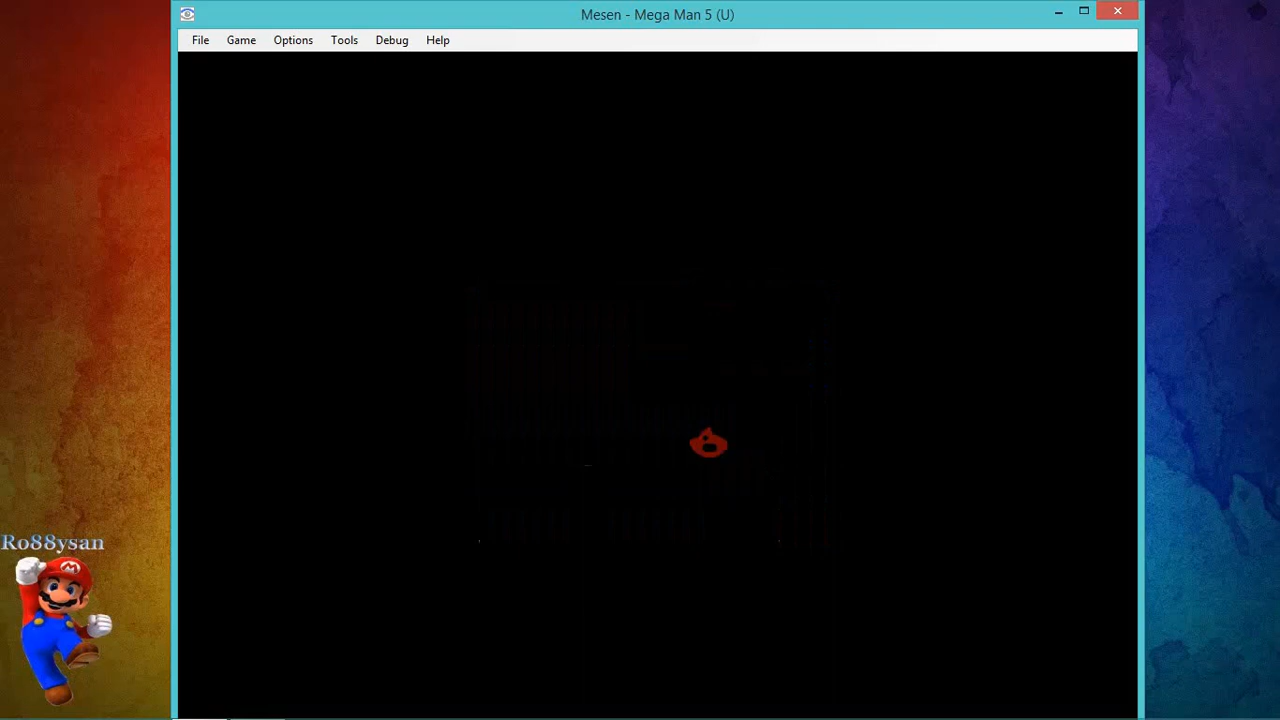 Mesen - Mega Man 5 (U)
File Game Options Tools Debug Help
Ro88ysan
M